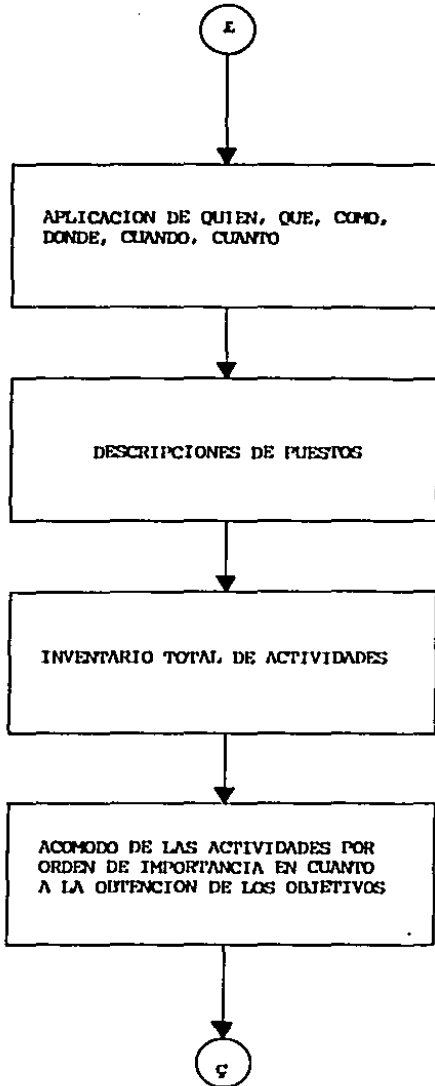 APLICACION DE QUIEN, QUE, COMO,
DONDE, CUANDO, CUANTO
DESCRIPCIONES DE PUESTOS
INVENTARIO TOTAL DE ACTIVIDADES
ACOMODO DE LAS ACTIVIDADES POR
ORDEN DE IMPORTANCIA EN CUANTO
A LA OBTENCION DE LOS OBJETIVOS